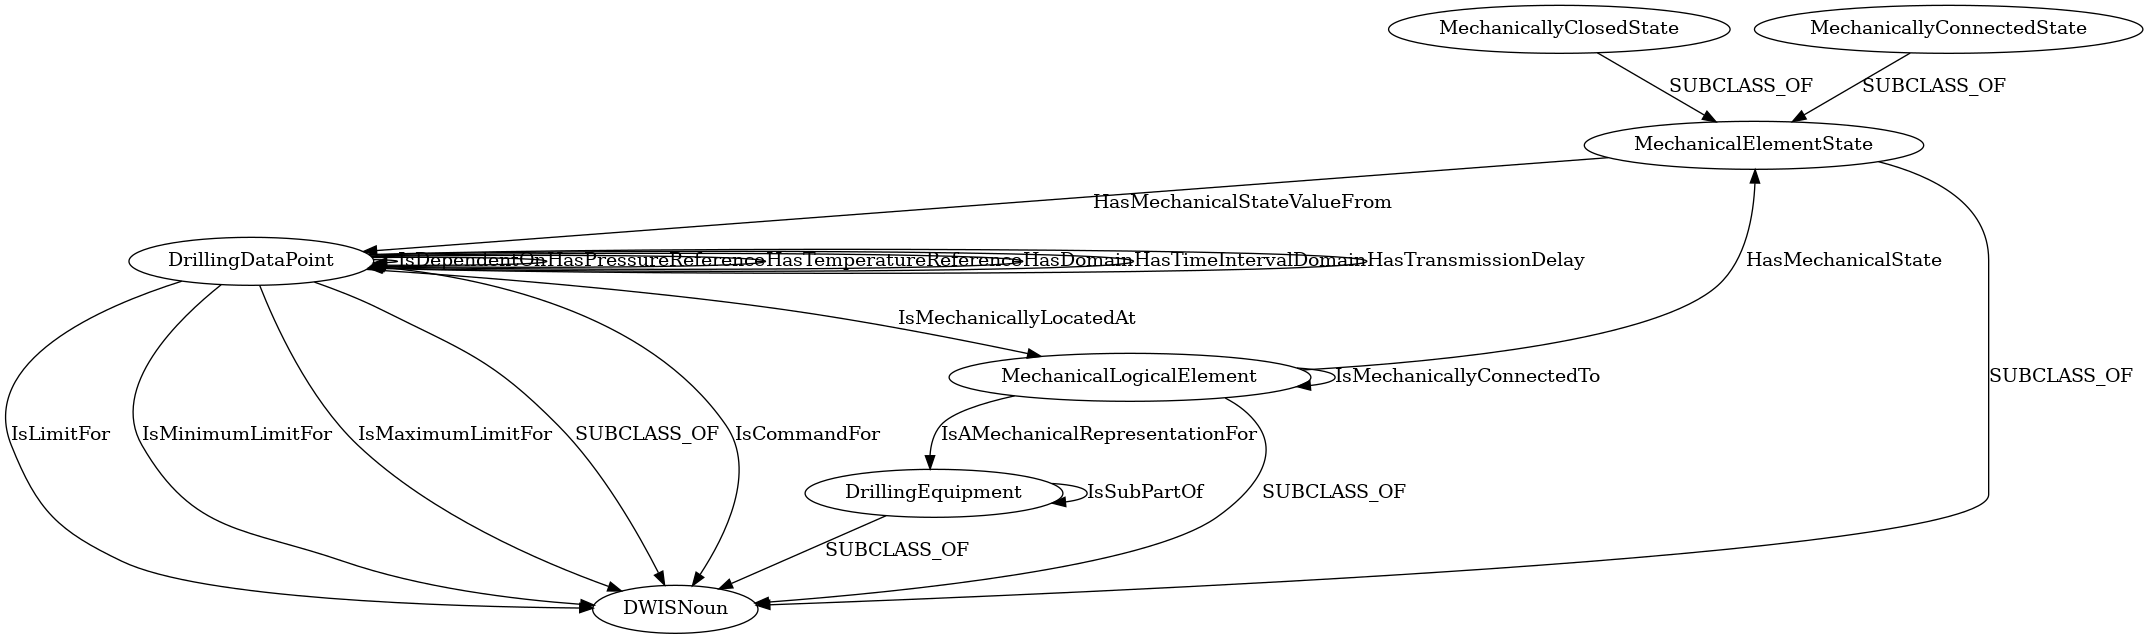 MechanicallyClosedState
MechanicallyConnectedState
SUBCLASS_OF
SUBCLASS_OF
MechanicalElementState
HasMechanicalStateValueFrom
DrillingDataPoint
IsDependentOn
HasPressureReference
HasTemperatureReference
HasDomain
HasTimeIntervalDomain
HasTransmissionDelay
HasMechanicalState
IsMechanicallyLocatedAt
MechanicalLogicalElement
IsMechanicallyConnectedTo
SUBCLASS_OF
IsLimitFor
IsMinimumLimitFor
IsMaximumLimitFor
SUBCLASS_OF
IsCommandFor
IsAMechanicalRepresentationFor
DrillingEquipment
IsSubPartOf
SUBCLASS_OF
SUBCLASS_OF
DWISNoun